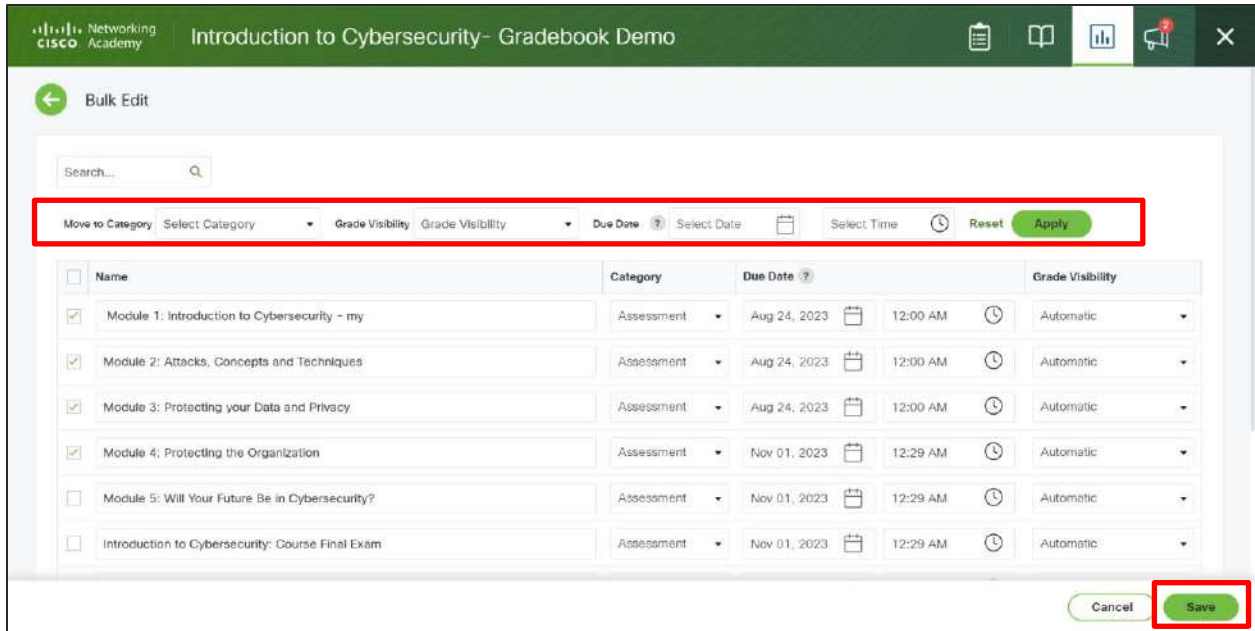 Networking
CISCO Academy
Introduction to Cybersecurity- Gradebook Demo
2
Bulk Edit
Search...
Move to Category Select Category Grade Visibility Grade Visibility Due Date ? Select Date Select Time Reset Apply
Name Category Due Date ? Grade Visibility
Module 1: Introduction to Cybersecurity - my Assessment Aug 24, 2023 12:00 AM Automatic
Module 2: Attacks, Concepts and Techniques Assessment Aug 24, 2023 12:00 AM Automatic
Module 3: Protecting your Data and Privacy Assessment Aug 24, 2023 12:00 AM Automatic
Module 4: Protecting the Organization Assessment Nov 01, 2023 12:29 AM Automatic
Module 5: Will Your Future Be in Cybersecurity? Assessment Nov 01, 2023 12:29 AM Automatic
Introduction to Cybersecurity: Course Final Exam Assessment Nov 01, 2023 12:29 AM Automatic
Cancel Save